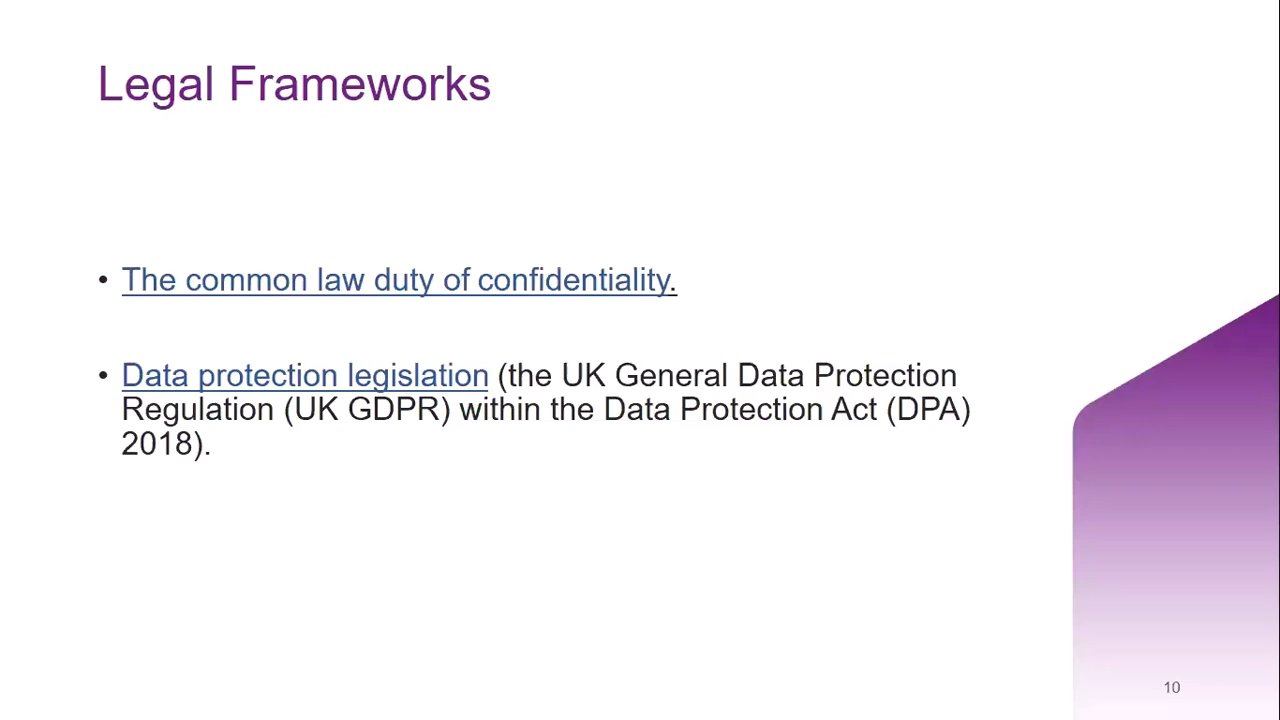 Legal Frameworks
• The common law duty of confidentiality.
• Data protection legislation (the UK General Data Protection
Regulation (UK GDPR) within the Data Protection Act (DPA)
2018).
10